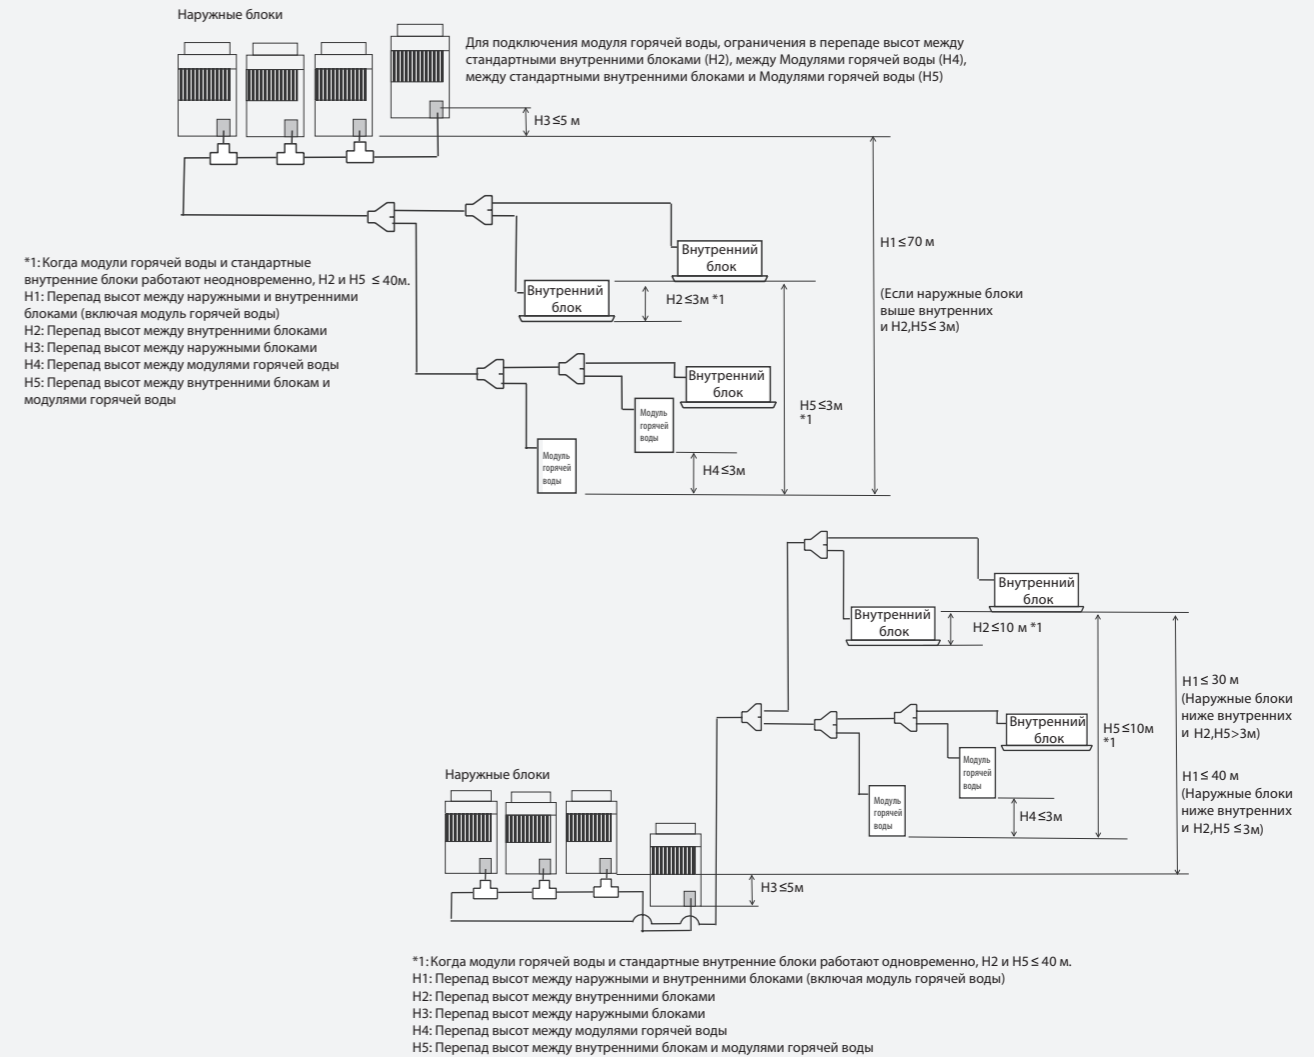 Наружные блоки
Для подключения модуля горячей воды, ограничения в перепаде высот между
стандартными внутренними блоками (H2), между Модулями горячей воды (H4),
между стандартными внутренними блоками и Модулями горячей воды (H5)
H3≤5 м
*1: Когда модули горячей воды и стандартные
внутренние блоки работают неодновременно, H2 и H5 ≤ 40м.
H1: Перепад высот между наружными и внутренними
блоками (включая модуль горячей воды)
H2: Перепад высот между внутренними блоками
H3: Перепад высот между наружными блоками
H4: Перепад высот между модулями горячей воды
H5: Перепад высот между внутренними блокам и
модулями горячей воды
Внутренний
блок
Внутренний
блок
H2≤3м *1
H1≤70 м
(Если наружные блоки
выше внутренних
и H2,H5≤ 3м)
Внутренний
блок
Модуль
горячей
воды
Модуль
горячей
воды
H5≤3м
*1
H4≤3м
Внутренний
блок
Внутренний
блок
H2≤10 м *1
Внутренний
блок
Модуль
горячей
воды
Модуль
горячей
воды
H5≤10м
*1
H4≤3м
H1≤ 30 м
(Наружные блоки
ниже внутренних
и H2,H5>3м)
H1≤ 40 м
(Наружные блоки
ниже внутренних
и H2,H5 ≤3м)
Наружные блоки
H3≤5м
*1: Когда модули горячей воды и стандартные внутренние блоки работают одновременно, H2 и H5≤ 40 м.
H1: Перепад высот между наружными и внутренними блоками (включая модуль горячей воды)
H2: Перепад высот между внутренними блоками
H3: Перепад высот между наружными блоками
H4: Перепад высот между модулями горячей воды
H5: Перепад высот между внутренними блокам и модулями горячей воды